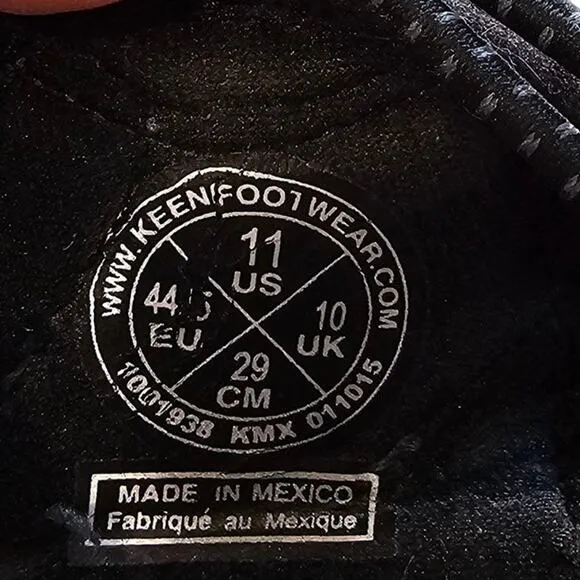 WWW.KEENFOOTWEAR.COM
11
US
44.5
EU
10
UK
29
CM
1001938 KMX 011015
MADE IN MEXICO
Fabriqué au Mexique